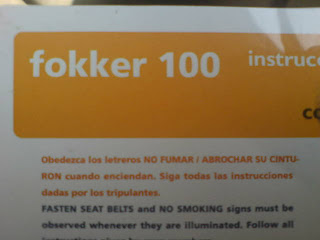 fokker 100
Obedezca los letreros NO FUMAR / ABROCHAR SU CINTU-
RON cuando enciendan. Siga todas las instrucciones
dadas por los tripulantes.
FASTEN SEAT BELTS and NO SMOKING signs must be
observed whenever they are illuminated. Follow all